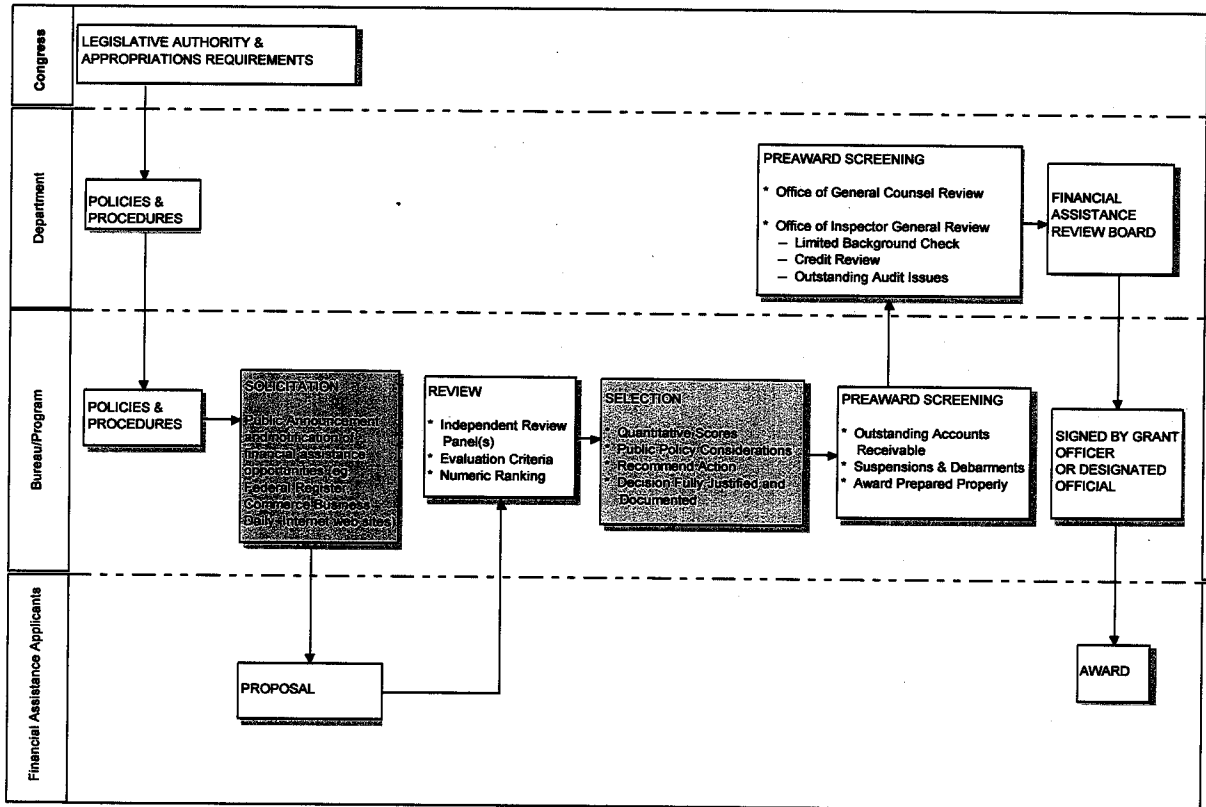 Congress
LEGISLATIVE AUTHORITY &
APPROPRIATIONS REQUIREMENTS
Department
POLICIES &
PROCEDURES
PREAWARD SCREENING
* Office of General Counsel Review
* Office of Inspector General Review
– Limited Background Check
– Credit Review
– Outstanding Audit Issues
FINANCIAL
ASSISTANCE
REVIEW BOARD
Bureau/Program
POLICIES &
PROCEDURES
SOLICITATION
Public Announcement
and notification of
financial assistance
opportunities (eg
Federal Register,
Commerce Business
Daily, Internet web sites)
REVIEW
* Independent Review
Panel(s)
* Evaluation Criteria
* Numeric Ranking
SELECTION
* Quantitative Scores
* Public Policy Considerations
* Recommend Action
* Decision Fully Justified and
Documented
PREAWARD SCREENING
* Outstanding Accounts
Receivable
* Suspensions & Debarments
* Award Prepared Properly
SIGNED BY GRANT
OFFICER
OR DESIGNATED
OFFICIAL
Financial Assistance Applicants
PROPOSAL
AWARD